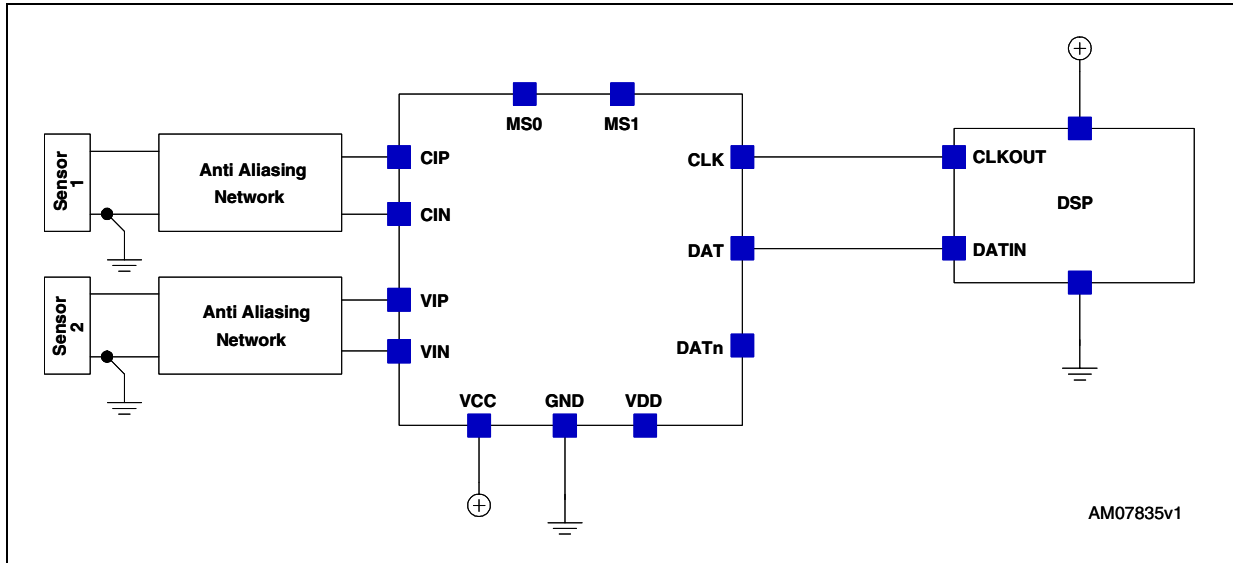 MS0
MS1
Sensor
1
Anti Aliasing
Network
CIP
CIN
CLK
CLKOUT
DSP
DAT
DATIN
Sensor
2
Anti Aliasing
Network
VIP
VIN
DATn
VCC
GND
VDD
AM07835v1